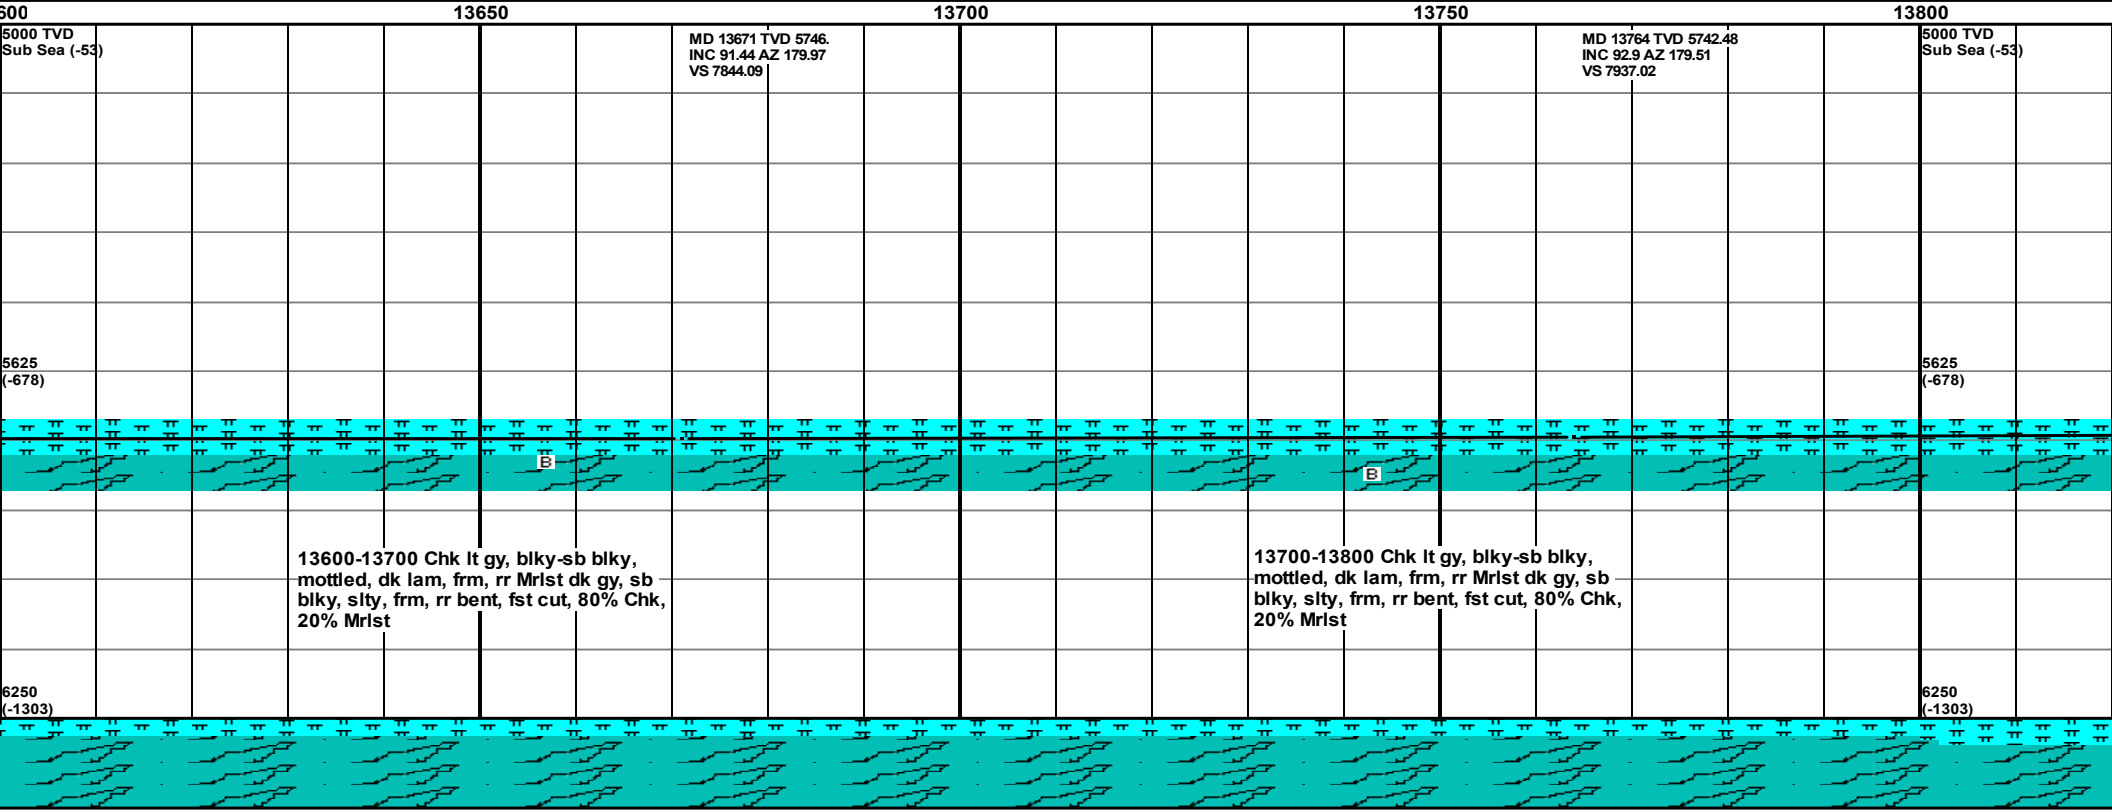 600 13650 13700 13750 13800
5000 TVD
Sub Sea (-53)
MD 13671 TVD 5746.
INC 91.44 AZ 179.97
VS 7844.09
MD 13764 TVD 5742.48
INC 92.9 AZ 179.51
VS 7937.02
5000 TVD
Sub Sea (-53)
5625
(-678)
5625
(-678)
B
B
13600-13700 Chk lt gy, blky-sb blky,
mottled, dk lam, frm, rr Mrlst dk gy, sb
blky, slty, frm, rr bent, fst cut, 80% Chk,
20% Mrlst
13700-13800 Chk lt gy, blky-sb blky,
mottled, dk lam, frm, rr Mrlst dk gy, sb
blky, slty, frm, rr bent, fst cut, 80% Chk,
20% Mrlst
6250
(-1303)
6250
(-1303)